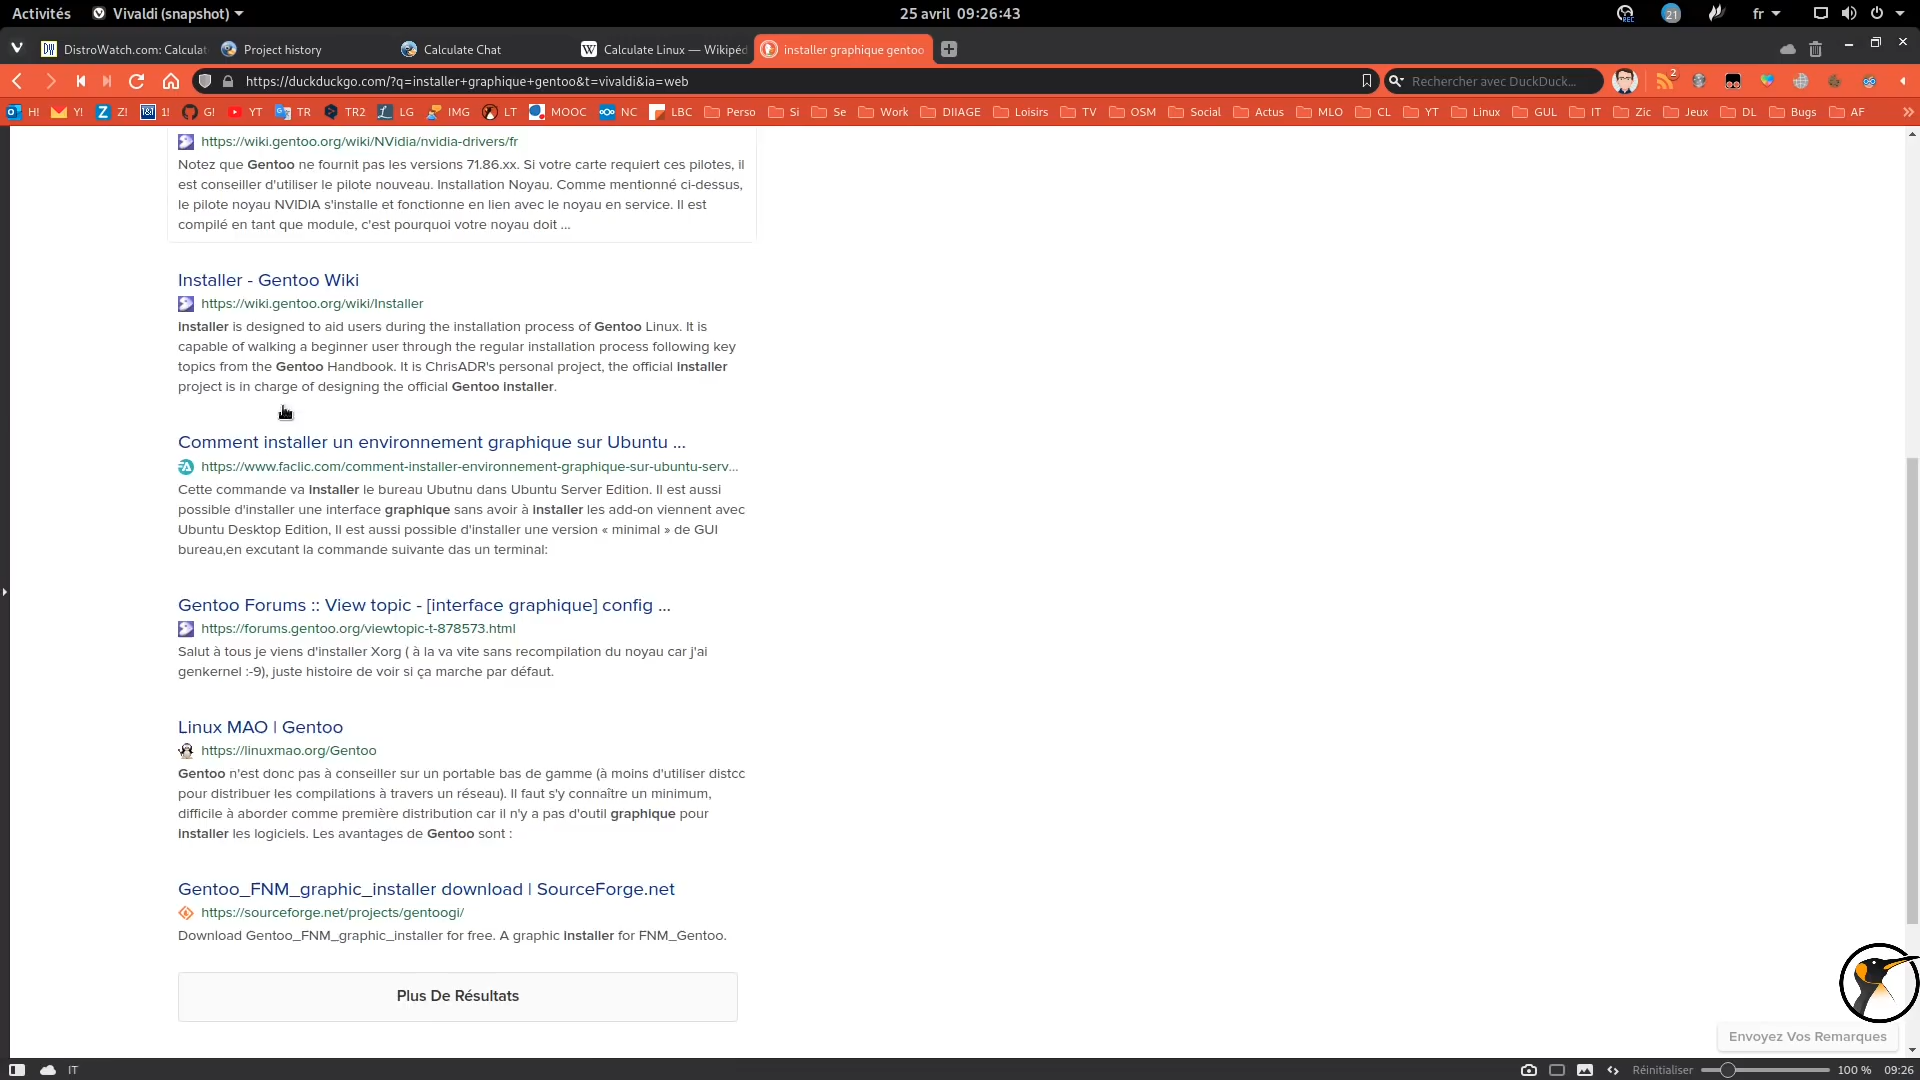 Activités
Vivaldi (snapshot)
25 avril 09:26:43
REC
21
fr
DistroWatch.com: Calculat
Project history
Calculate Chat
Calculate Linux — Wikipéd
installer graphique gentoo
https://duckduckgo.com/?q=installer+graphique+gentoo&t=vivaldi&ia=web
Rechercher avec DuckDuck...
2
H! Y! Z! 1! G! YT TR TR2 LG IMG LT MOOC NC LBC Perso Si Se Work DIIAGE Loisirs TV OSM Social Actus MLO CL YT Linux GUL IT Zic Jeux DL Bugs AF
https://wiki.gentoo.org/wiki/NVidia/nvidia-drivers/fr
Notez que Gentoo ne fournit pas les versions 71.86.xx. Si votre carte requiert ces pilotes, il
est conseiller d'utiliser le pilote nouveau. Installation Noyau. Comme mentionné ci-dessus,
le pilote noyau NVIDIA s'installe et fonctionne en lien avec le noyau en service. Il est
compilé en tant que module, c'est pourquoi votre noyau doit ...
Installer - Gentoo Wiki
https://wiki.gentoo.org/wiki/Installer
installer is designed to aid users during the installation process of Gentoo Linux. It is
capable of walking a beginner user through the regular installation process following key
topics from the Gentoo Handbook. It is ChrisADR's personal project, the official Installer
project is in charge of designing the official Gentoo installer.
Comment installer un environnement graphique sur Ubuntu ...
https://www.faclic.com/comment-installer-environnement-graphique-sur-ubuntu-serv...
Cette commande va installer le bureau Ubutnu dans Ubuntu Server Edition. Il est aussi
possible d'installer une interface graphique sans avoir à installer les add-on viennent avec
Ubuntu Desktop Edition, Il est aussi possible d'installer une version « minimal » de GUI
bureau,en excutant la commande suivante das un terminal:
Gentoo Forums :: View topic - [interface graphique] config ...
https://forums.gentoo.org/viewtopic-t-878573.html
Salut à tous je viens d'installer Xorg ( à la va vite sans recompilation du noyau car j'ai
genkernel :-9), juste histoire de voir si ça marche par défaut.
Linux MAO | Gentoo
https://linuxmao.org/Gentoo
Gentoo n'est donc pas à conseiller sur un portable bas de gamme (à moins d'utiliser distcc
pour distribuer les compilations à travers un réseau). Il faut s'y connaître un minimum,
difficile à aborder comme première distribution car il n'y a pas d'outil graphique pour
installer les logiciels. Les avantages de Gentoo sont :
Gentoo_FNM_graphic_installer download | SourceForge.net
https://sourceforge.net/projects/gentoogi/
Download Gentoo_FNM_graphic_installer for free. A graphic installer for FNM_Gentoo.
Plus De Résultats
Envoyez Vos Remarques
IT
Réinitialiser
100 %
09:26